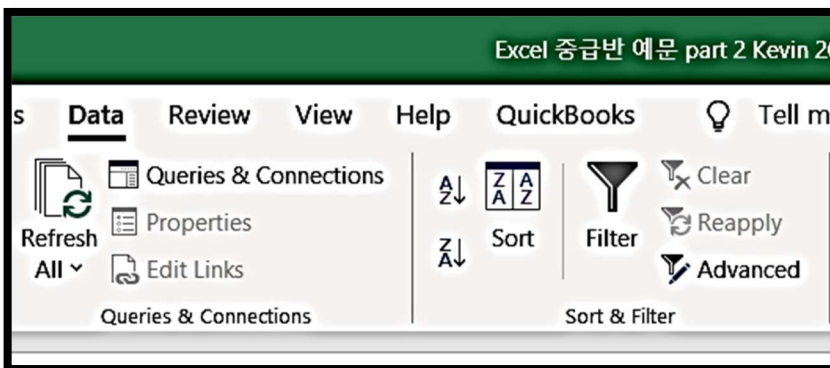 Excel 중급반 예문 part 2 Kevin 20
s Data Review View Help QuickBooks Tell m
Queries & Connections
Properties
Edit Links
Refresh
All
Queries & Connections
A
Z
Z
A
Z A
A Z
Sort
Filter
Clear
Reapply
Advanced
Sort & Filter